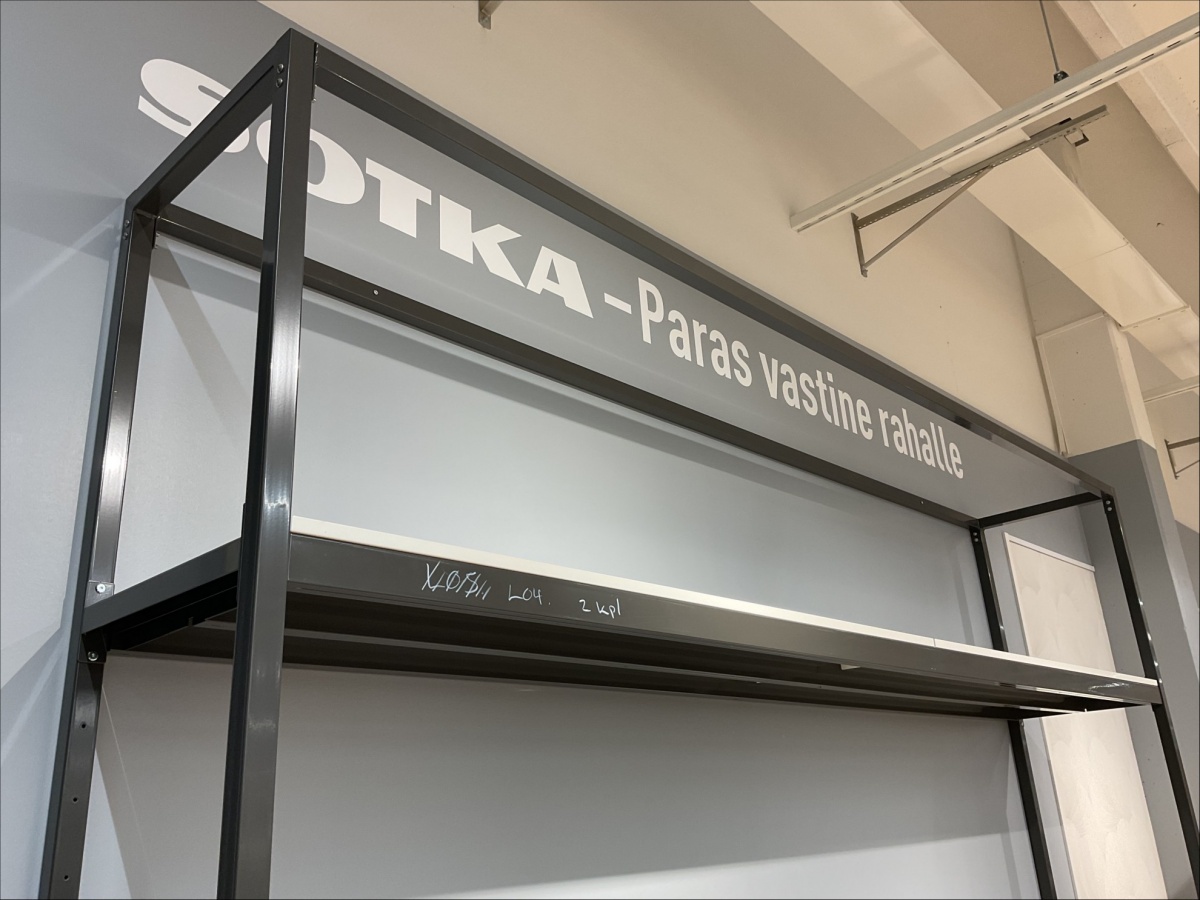 SOTKA – Paras vastine rahalle
L04. 2 kpl